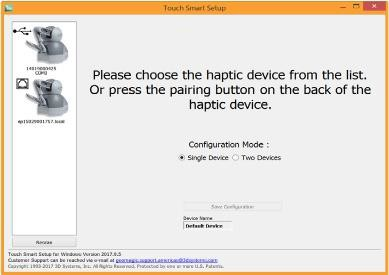 Touch Smart Setup
14019000425
COM3
Please choose the haptic device from the list.
Or press the pairing button on the back of the
haptic device.
ep15029001757.local
Configuration Mode :
Single Device Two Devices
Save Configuration
Device Name
Default Device
Rescan
Touch Smart Setup for Windows Version 2017.9.5
Customer Support can be reached via e-mail at geomagic.support.americas@3dsystems.com
Copyright 1993-2017 3D Systems, Inc. All Rights Reserved. Protected by one or more U.S. Patents.